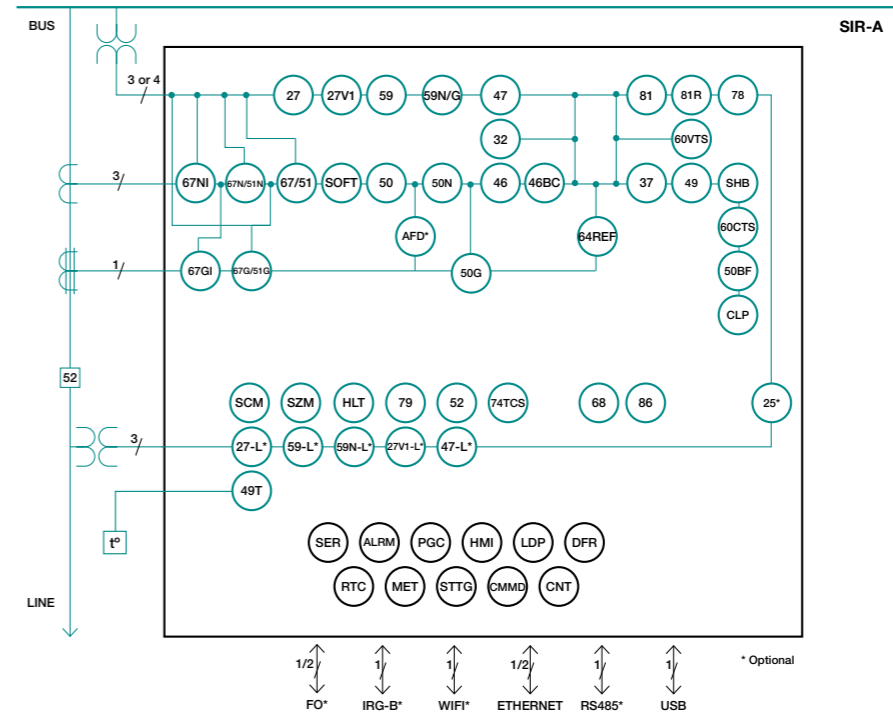 BUS
SIR-A
3 or 4
27
27V1
59
59N/G
47
81
81R
78
32
60VTS
3
67NI
67N/51N
67/51
SOFT
50
50N
46
46BC
37
49
SHB
AFD*
64REF
60CTS
1
67GI
67G/51G
50G
50BF
CLP
52
SCM
SZM
HLT
79
52
74TCS
68
86
25*
3
27-L*
59-L*
59N-L*
27V1-L*
47-L*
49T
tº
SER
ALRM
PGC
HMI
LDP
DFR
RTC
MET
STTG
CMMD
CNT
LINE
* Optional
1/2
1
1
1/2
1
1
FO*
IRG-B*
WIFI*
ETHERNET
RS485*
USB